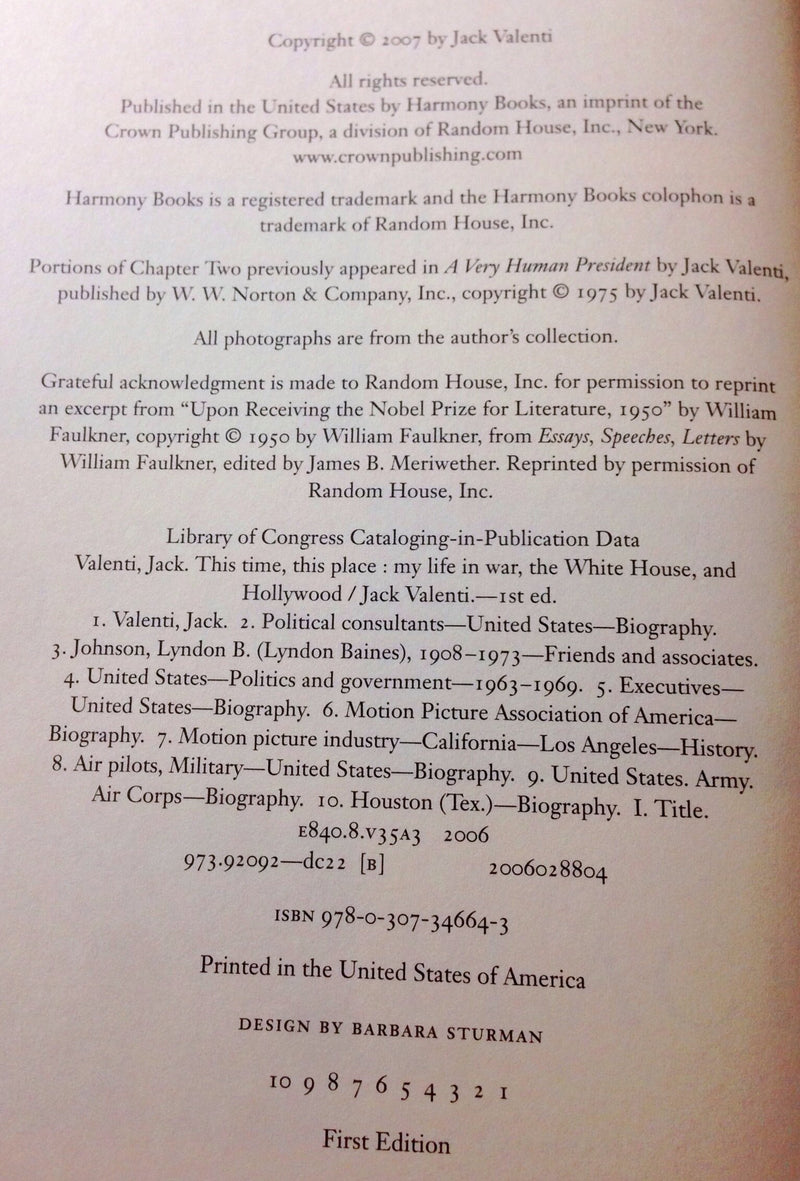 Copyright © 2007 by Jack Valenti
All rights reserved.
Published in the United States by Harmony Books, an imprint of the
Crown Publishing Group, a division of Random House, Inc., New York.
www.crownpublishing.com
Harmony Books is a registered trademark and the Harmony Books colophon is a
trademark of Random House, Inc.
Portions of Chapter Two previously appeared in A Very Human President by Jack Valenti,
published by W. W. Norton & Company, Inc., copyright © 1975 by Jack Valenti.
All photographs are from the author's collection.
Grateful acknowledgment is made to Random House, Inc. for permission to reprint
an excerpt from “Upon Receiving the Nobel Prize for Literature, 1950” by William
Faulkner, copyright © 1950 by William Faulkner, from Essays, Speeches, Letters by
William Faulkner, edited by James B. Meriwether. Reprinted by permission of
Random House, Inc.
Library of Congress Cataloging-in-Publication Data
Valenti, Jack. This time, this place : my life in war, the White House, and
Hollywood / Jack Valenti.—1st ed.
1. Valenti, Jack. 2. Political consultants—United States—Biography.
3. Johnson, Lyndon B. (Lyndon Baines), 1908–1973—Friends and associates.
4. United States—Politics and government—1963–1969. 5. Executives—
United States—Biography. 6. Motion Picture Association of America—
Biography. 7. Motion picture industry—California—Los Angeles—History.
8. Air pilots, Military—United States—Biography. 9. United States. Army.
Air Corps—Biography. 10. Houston (Tex.)—Biography. I. Title.
E840.8.V35A3 2006
973.92092—dc22 [B] 2006028804
ISBN 978-0-307-34664-3
Printed in the United States of America
DESIGN BY BARBARA STURMAN
10 9 8 7 6 5 4 3 2 1
First Edition